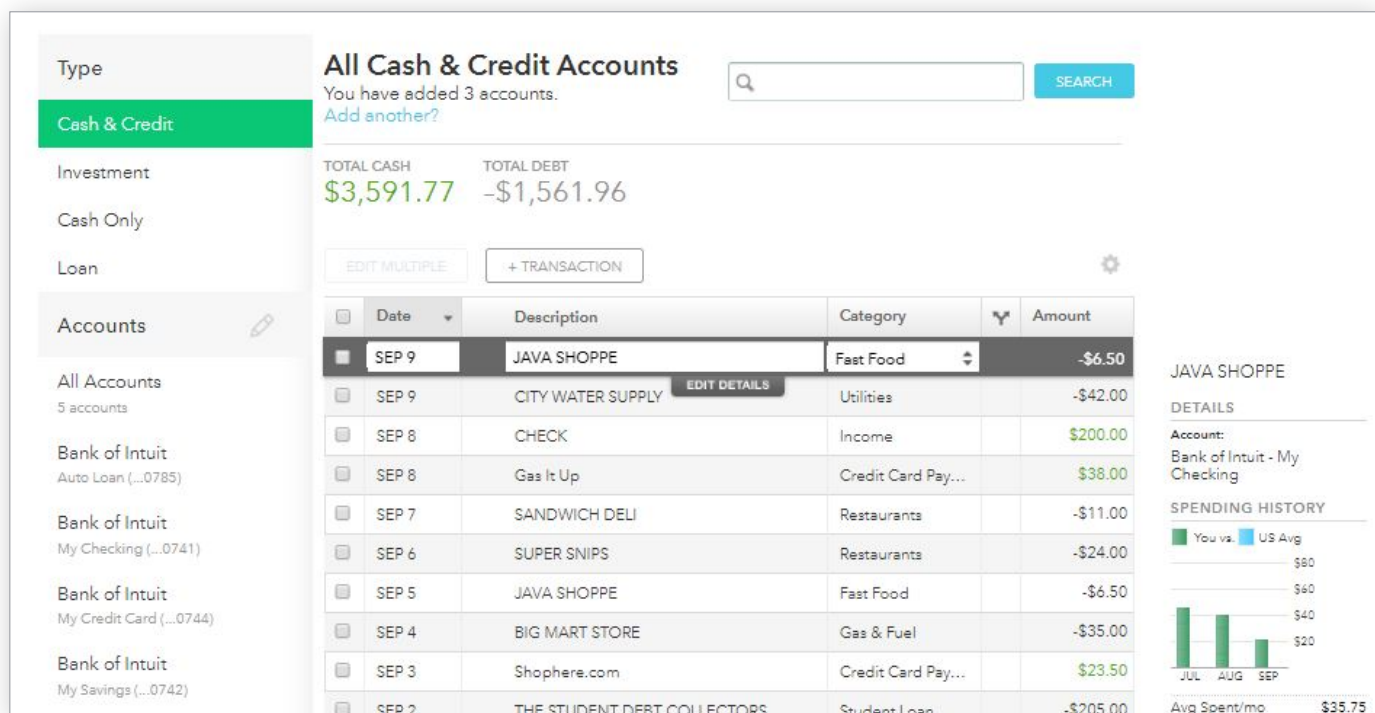 Type
Cash & Credit
Investment
Cash Only
Loan
Accounts
All Accounts
5 accounts
Bank of Intuit
Auto Loan (...0785)
Bank of Intuit
My Checking (...0741)
Bank of Intuit
My Credit Card (...0744)
Bank of Intuit
My Savings (...0742)
All Cash & Credit Accounts
You have added 3 accounts.
Add another?
SEARCH
TOTAL CASH TOTAL DEBT
$3,591.77 -$1,561.96
EDIT MULTIPLE + TRANSACTION
Date Description Category Amount
SEP 9 JAVA SHOPPE Fast Food -$6.50
EDIT DETAILS
SEP 9 CITY WATER SUPPLY Utilities -$42.00
SEP 8 CHECK Income $200.00
SEP 8 Gas It Up Credit Card Pay... $38.00
SEP 7 SANDWICH DELI Restaurants -$11.00
SEP 6 SUPER SNIPS Restaurants -$24.00
SEP 5 JAVA SHOPPE Fast Food -$6.50
SEP 4 BIG MART STORE Gas & Fuel -$35.00
SEP 3 Shophere.com Credit Card Pay... $23.50
SEP 2 THE STUDENT DEBT COLLECTORS Student Loan -$205.00
JAVA SHOPPE
DETAILS
Account:
Bank of Intuit - My
Checking
SPENDING HISTORY
You vs. US Avg
$80
$60
$40
$20
JUL AUG SEP
Avg Spent/mo $35.75